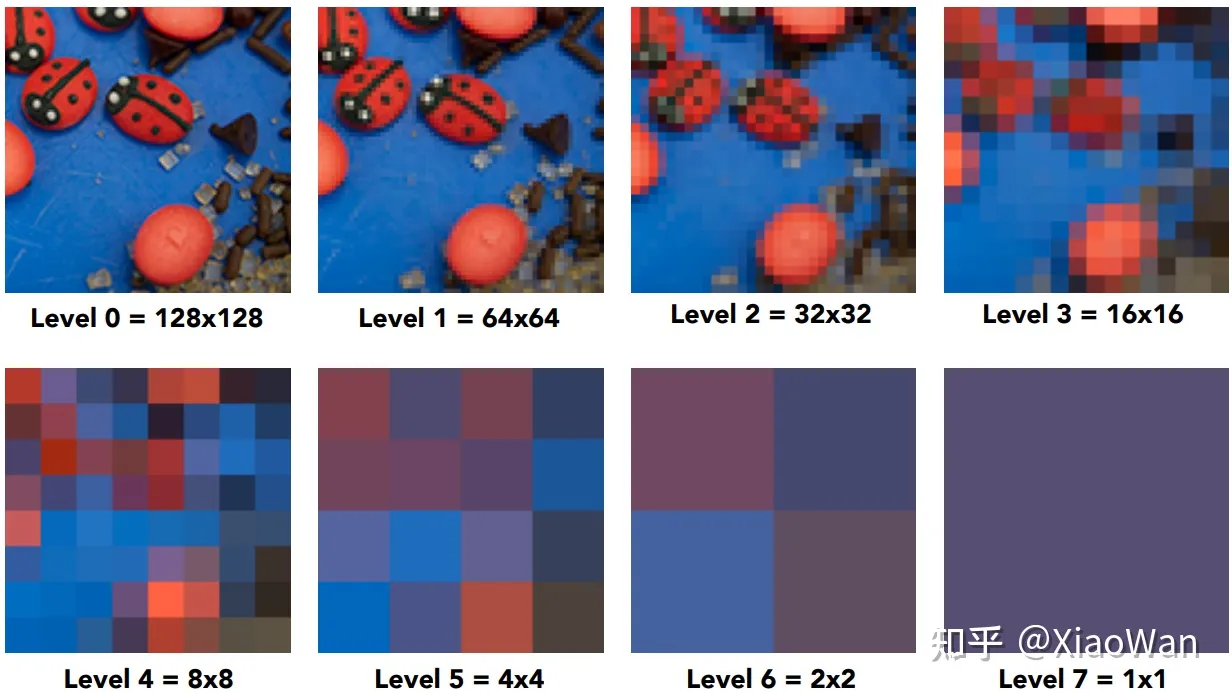 Level 0 = 128x128
Level 1 = 64x64
Level 2 = 32x32
Level 3 = 16x16
Level 4 = 8x8
Level 5 = 4x4
Level 6 = 2x2
知乎 @XiaoWan
Level 7 = 1x1